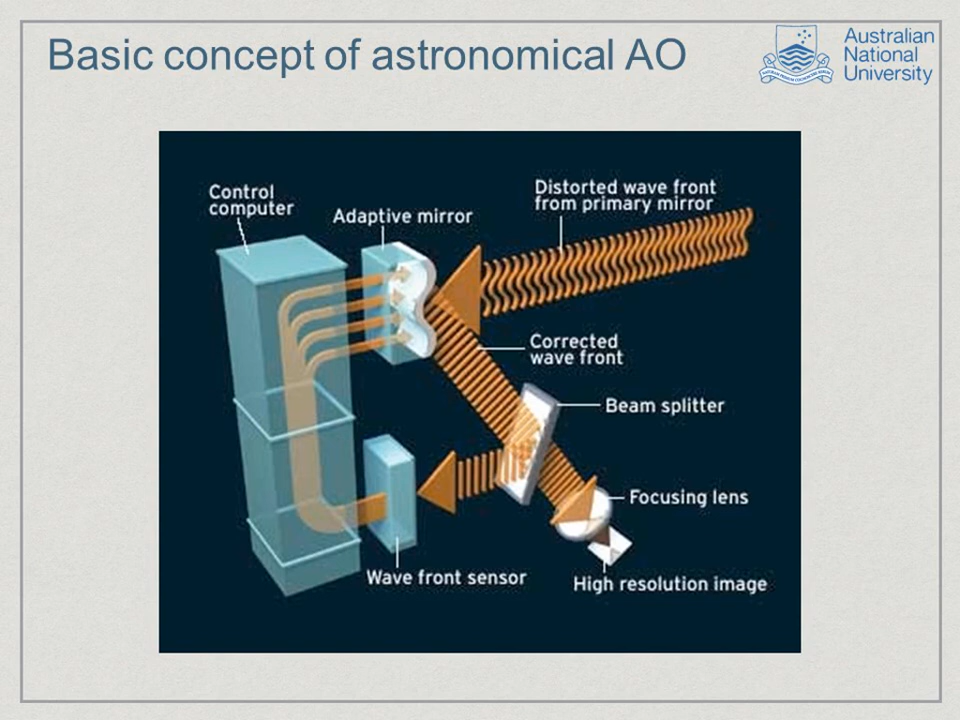 Basic concept of astronomical AO
Australian
National
University
Control
computer
Adaptive mirror
Distorted wave front
from primary mirror
Corrected
wave front
Beam splitter
Focusing lens
Wave front sensor
High resolution image